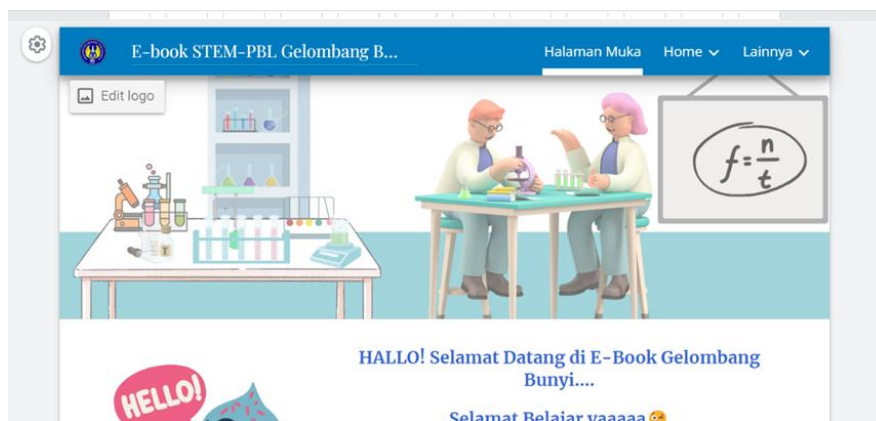 E-book STEM-PBL Gelombang B...
Halaman Muka
Home
Lainnya
Edit logo
f = n
t
HELLO!
HALLO! Selamat Datang di E-Book Gelombang
Bunyi....
Selamat Belajar yaaaaa😘